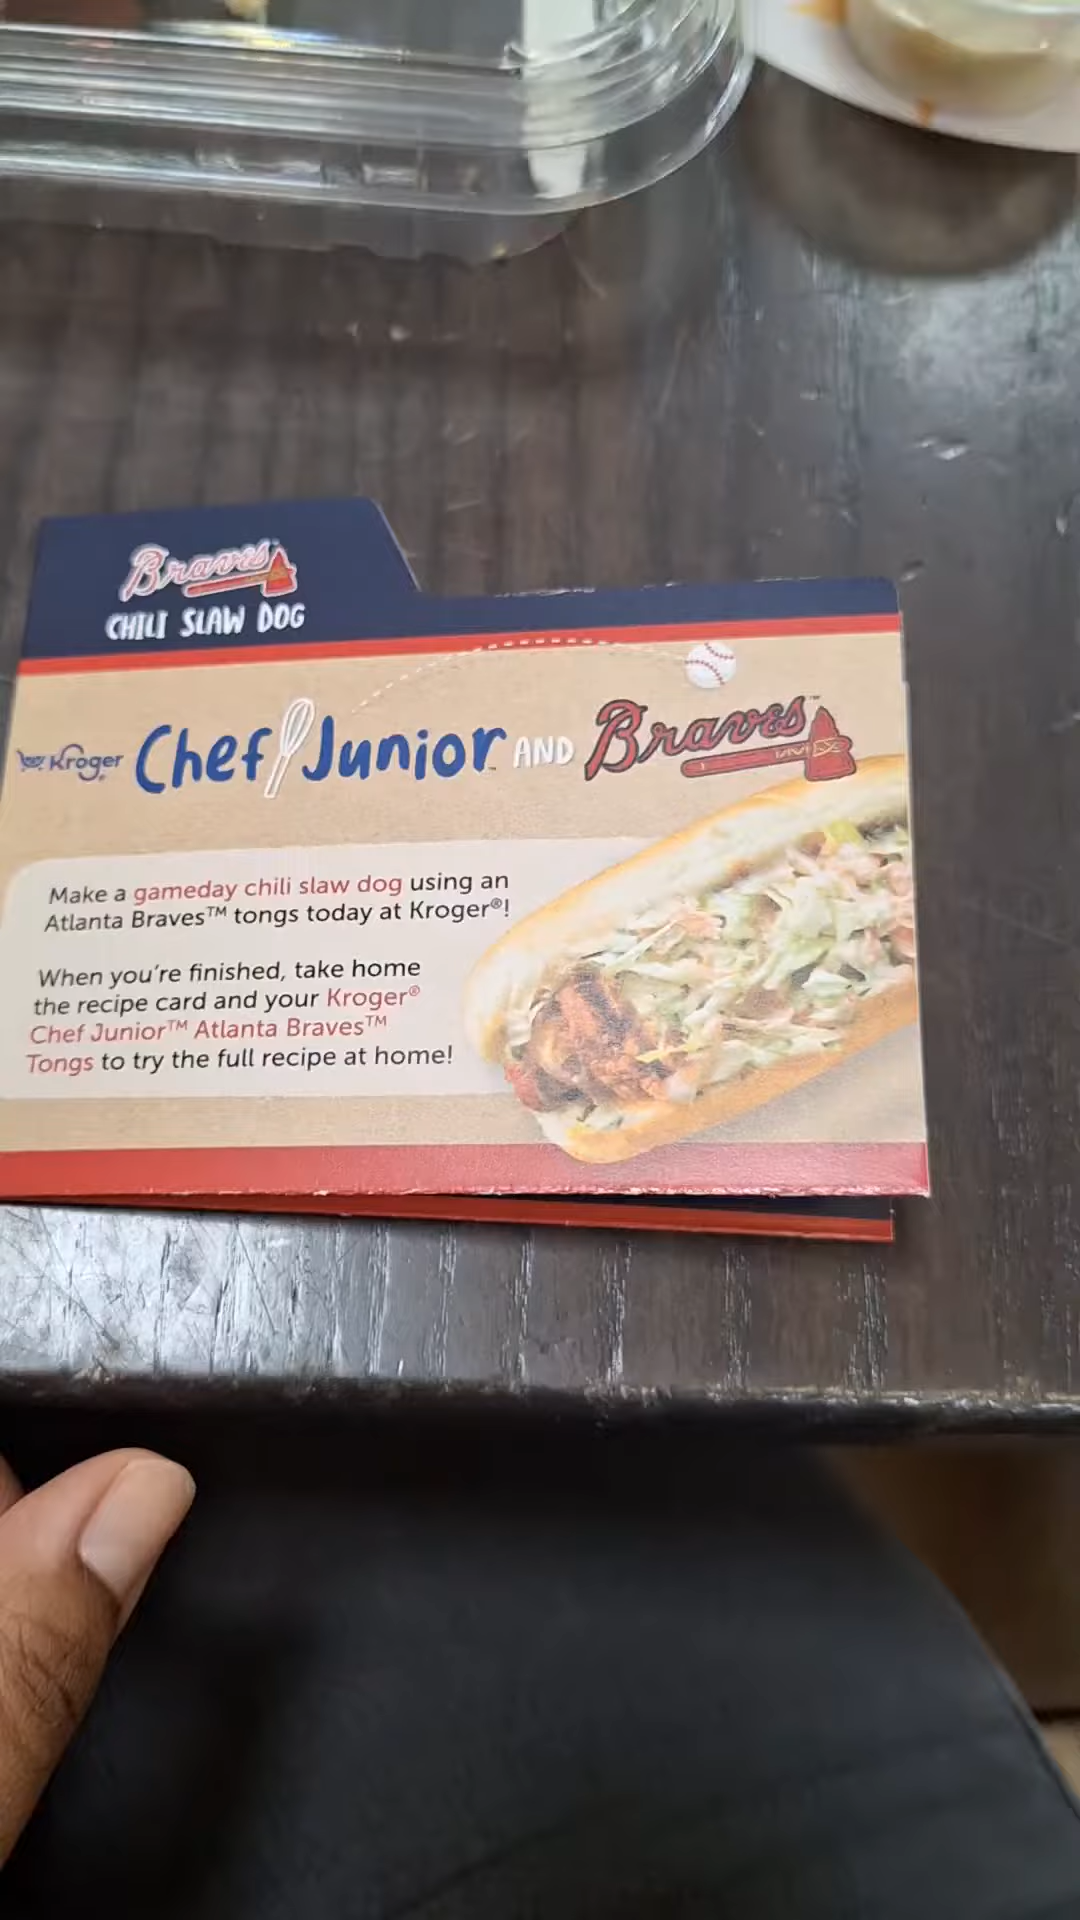 Braves
CHILI SLAW DOG
Kroger® Chef Junior™ AND Braves™
Make a gameday chili slaw dog using an
Atlanta Braves™ tongs today at Kroger®!
When you're finished, take home
the recipe card and your Kroger®
Chef Junior™ Atlanta Braves™
Tongs to try the full recipe at home!